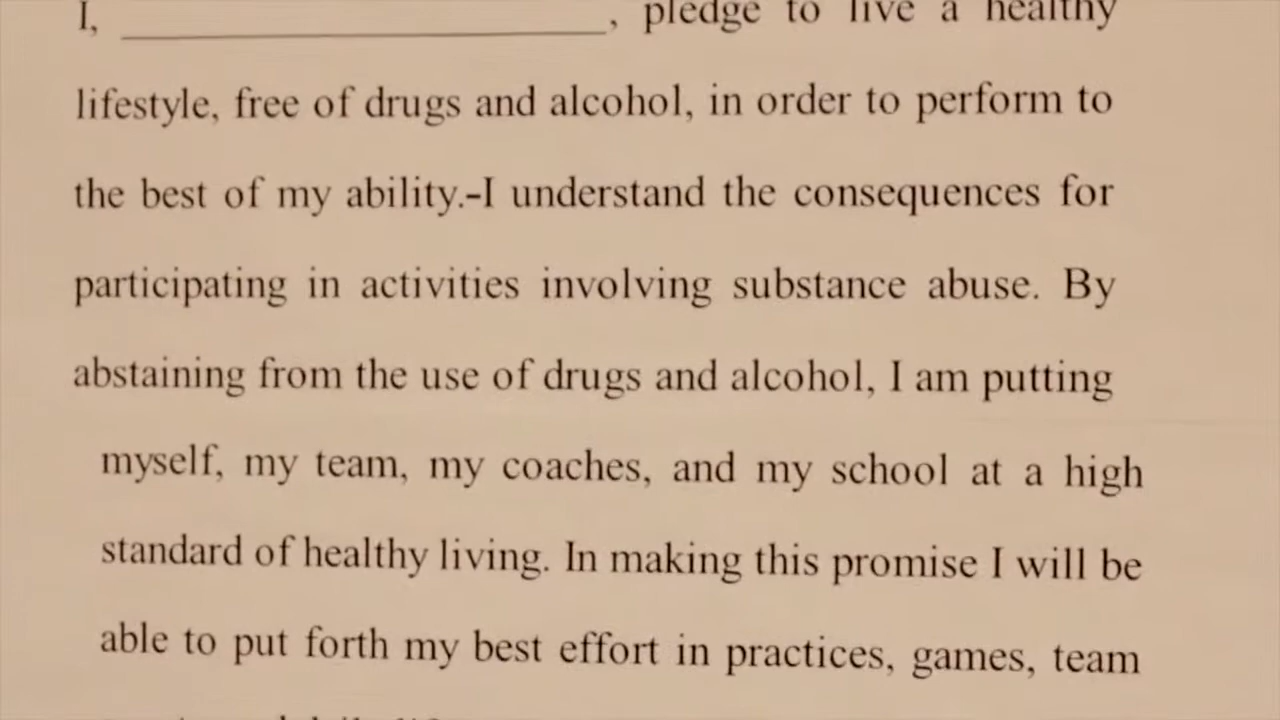 I, ____________________, pledge to live a healthy
lifestyle, free of drugs and alcohol, in order to perform to
the best of my ability.-I understand the consequences for
participating in activities involving substance abuse. By
abstaining from the use of drugs and alcohol, I am putting
myself, my team, my coaches, and my school at a high
standard of healthy living. In making this promise I will be
able to put forth my best effort in practices, games, team